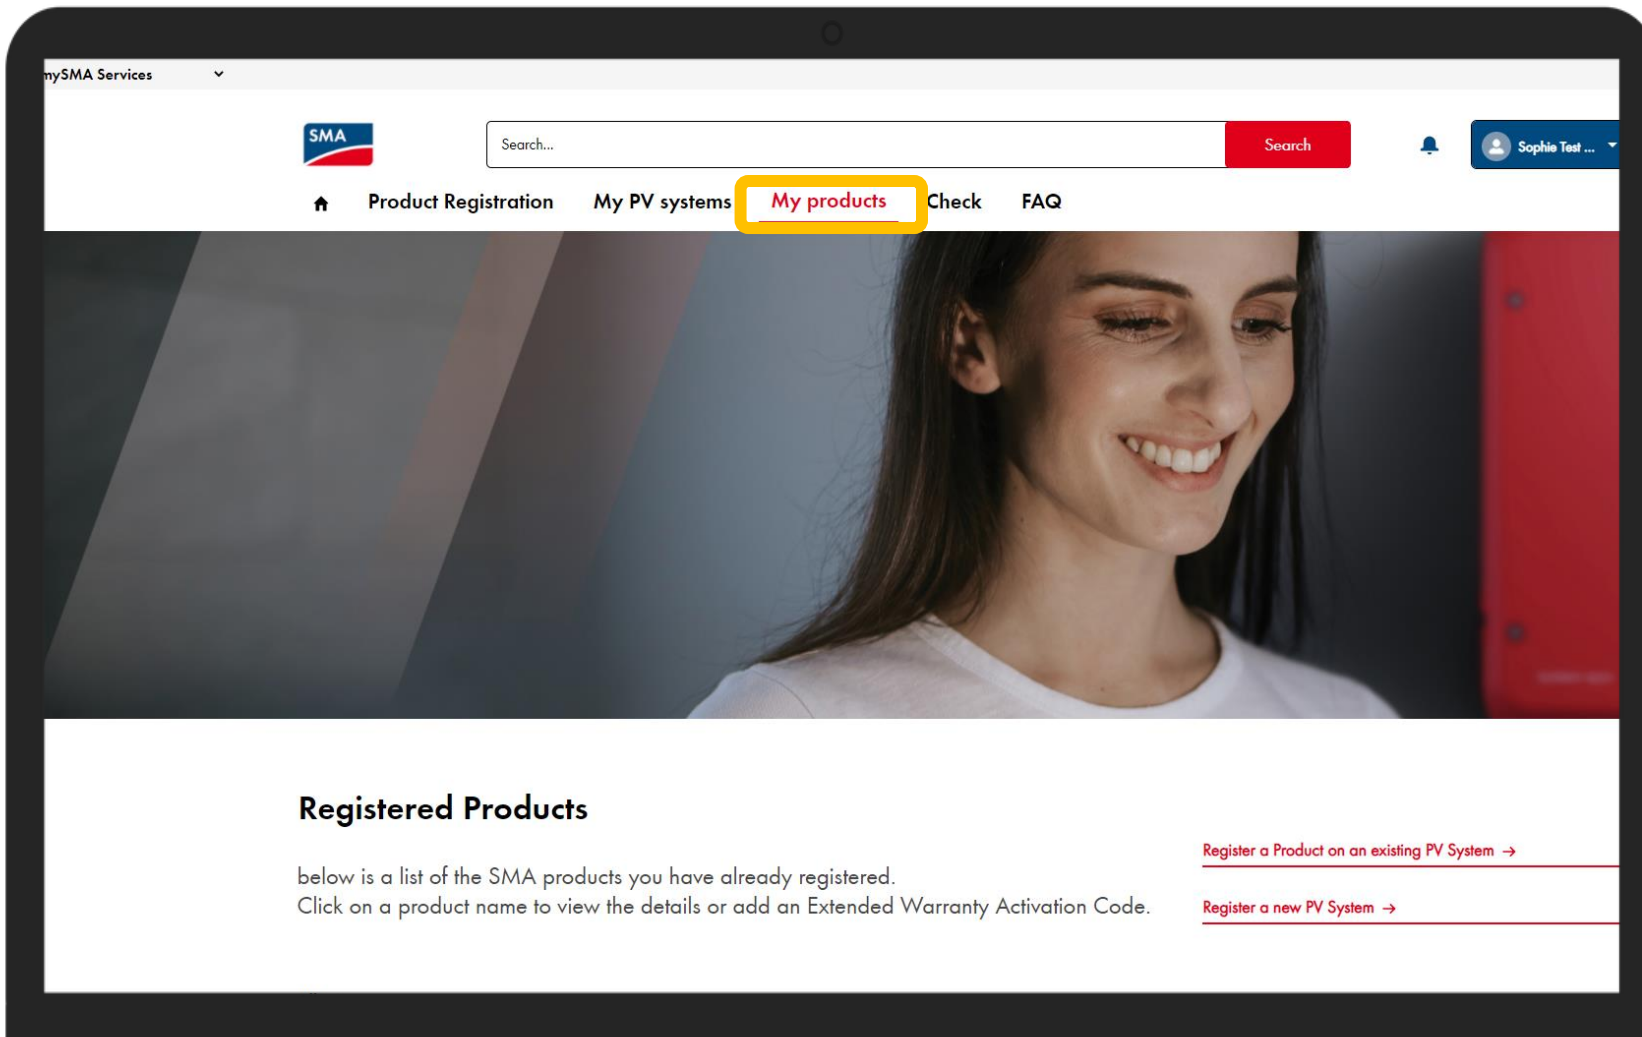 mySMA Services
SMA
Search...
Search
Sophie Test ...
Product Registration
My PV systems
My products
Check
FAQ
Registered Products
below is a list of the SMA products you have already registered.
Click on a product name to view the details or add an Extended Warranty Activation Code.
Register a Product on an existing PV System →
Register a new PV System →